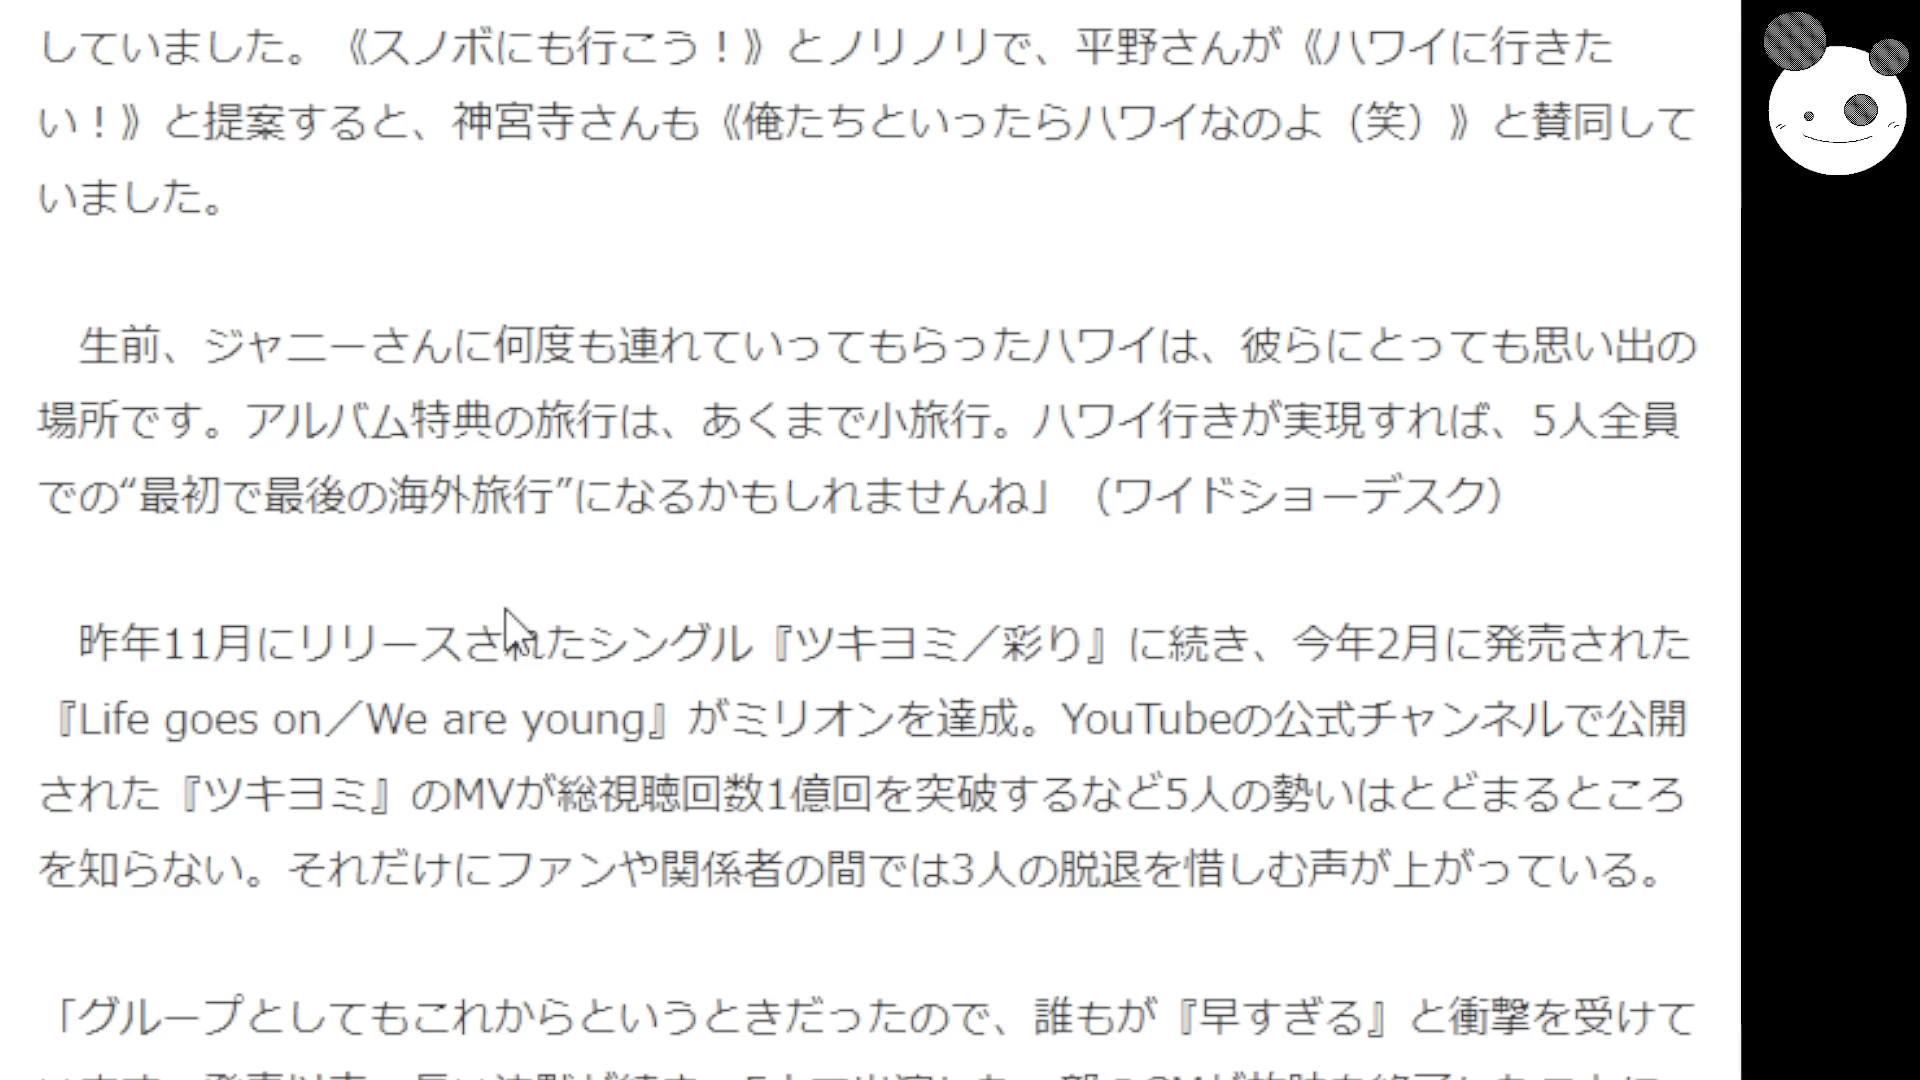 していました。《スノボにも行こう！》とノリノリで、平野さんが《ハワイに行きた
い！》と提案すると、神宮寺さんも《俺たちといったらハワイなのよ（笑）》と賛同して
いました。
生前、ジャニーさんに何度も連れていってもらったハワイは、彼らにとっても思い出の
場所です。アルバム特典の旅行は、あくまで小旅行。ハワイ行きが実現すれば、5人全員
での“最初で最後の海外旅行”になるかもしれませんね」（ワイドショーデスク）
昨年11月にリリースされたシングル『ツキヨミ／彩り』に続き、今年2月に発売された
『Life goes on／We are young』がミリオンを達成。YouTubeの公式チャンネルで公開
された『ツキヨミ』のMVが総視聴回数1億回を突破するなど5人の勢いはとどまるところ
を知らない。それだけにファンや関係者の間では3人の脱退を惜しむ声が上がっている。
「グループとしてもこれからというときだったので、誰もが『早すぎる』と衝撃を受けて